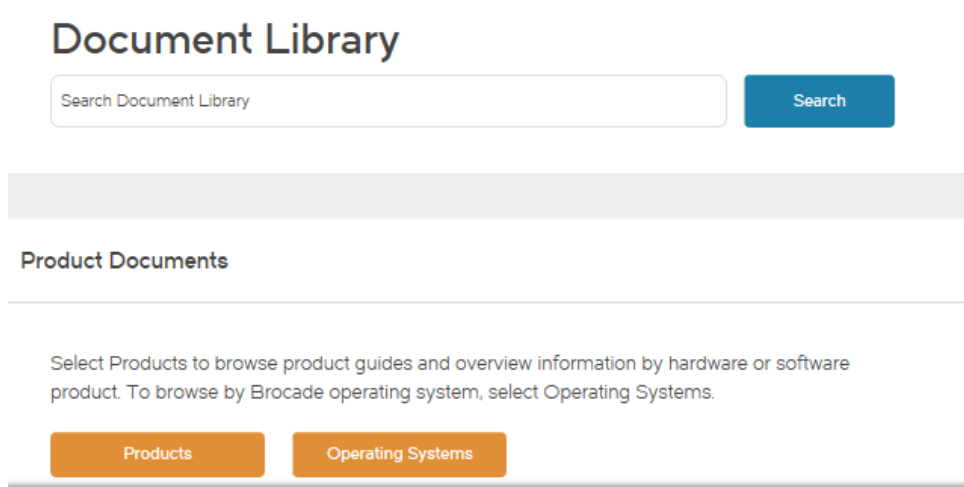 Document Library
Search Document Library
Search
Product Documents
Select Products to browse product guides and overview information by hardware or software
product. To browse by Brocade operating system, select Operating Systems.
Products
Operating Systems